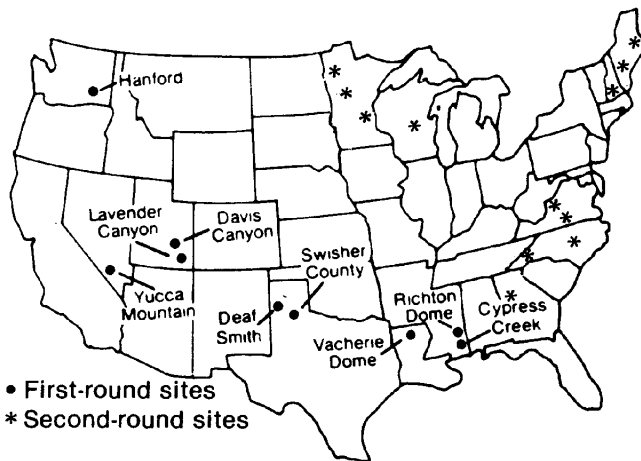 Hanford
Lavender
Canyon
Davis
Canyon
Swisher
County
Yucca
Mountain
Deaf
Smith
Richton
Dome
Cypress
Creek
Vacherie
Dome
• First-round sites
* Second-round sites